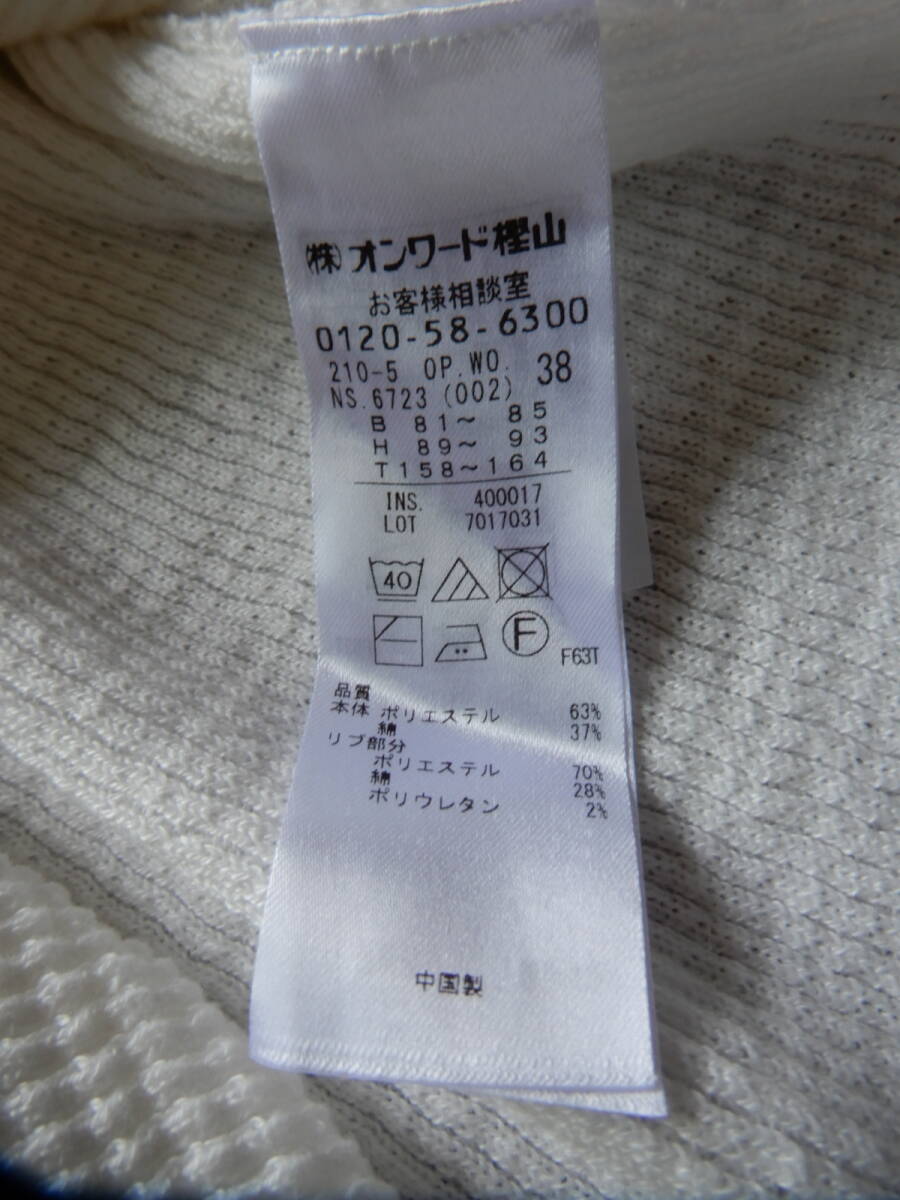 (株)オンワード樫山
お客様相談室
0120-58-6300
210-5 OP.WO. 38
NS.6723 (002)
B 81～ 85
H 89～ 93
T158～164
INS. 400017
LOT 7017031
40
F
F63T
品質
本体 ポリエステル 63%
綿 37%
リブ部分
ポリエステル 70%
綿 28%
ポリウレタン 2%
中国製